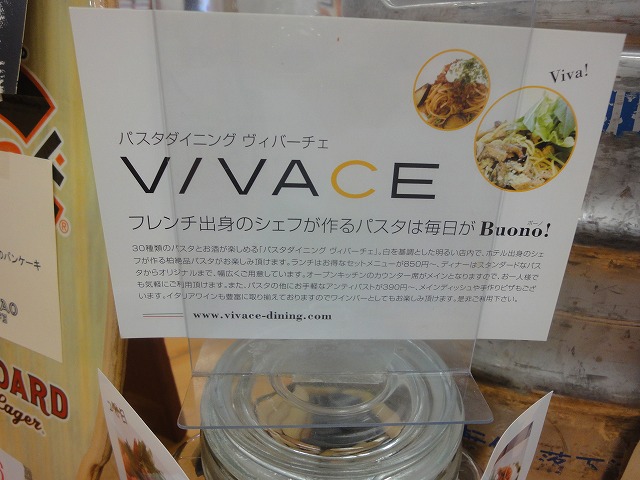 Viva!
パスタダイニング ヴィバーチェ
VIVACE
フレンチ出身のシェフが作るパスタは毎日が Buono!
ボーノ
30種類のパスタとお酒が楽しめる「パスタダイニング ヴィバーチェ」。白を基調とした明るい店内で、ホテル出身のシェ
フが作る柏絶品パスタがお楽しみ頂けます。ランチはお得なセットメニューが850円〜、ディナーはスタンダードなパス
タからオリジナルまで、幅広くご用意しています。オープンキッチンのカウンター席がメインとなりますので、お一人様で
も気軽にご利用頂けます。また、パスタの他にお手軽なアンティパストが390円〜、メインディッシュや手作りピザもござ
います。イタリアワインも豊富に取り揃えておりますのでワインバーとしてもお楽しみ頂けます。是非ご利用下さい。
www.vivace-dining.com
のパンケーキ
OARD
Lager.